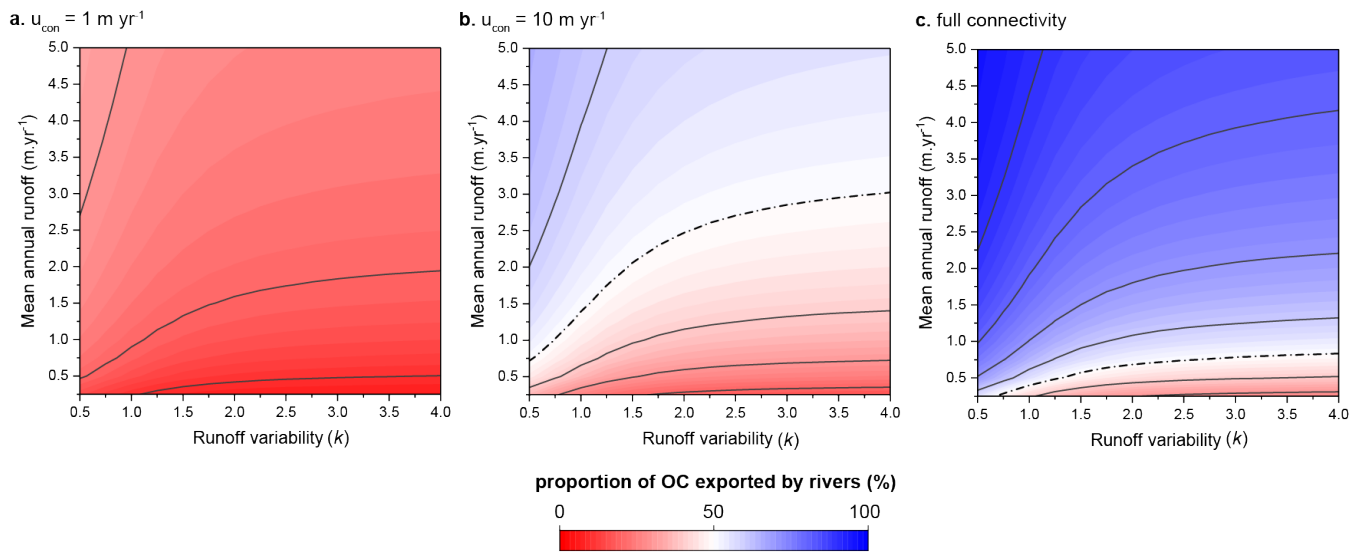 a. u_con = 1 m yr⁻¹
b. u_con = 10 m yr⁻¹
c. full connectivity
Mean annual runoff (m.yr⁻¹)
5.0
4.5
4.0
3.5
3.0
2.5
2.0
1.5
1.0
0.5
0.5 1.0 1.5 2.0 2.5 3.0 3.5 4.0
Runoff variability (k)
Mean annual runoff (m.yr⁻¹)
5.0
4.5
4.0
3.5
3.0
2.5
2.0
1.5
1.0
0.5
0.5 1.0 1.5 2.0 2.5 3.0 3.5 4.0
Runoff variability (k)
Mean annual runoff (m.yr⁻¹)
5.0
4.5
4.0
3.5
3.0
2.5
2.0
1.5
1.0
0.5
0.5 1.0 1.5 2.0 2.5 3.0 3.5 4.0
Runoff variability (k)
proportion of OC exported by rivers (%)
0 50 100